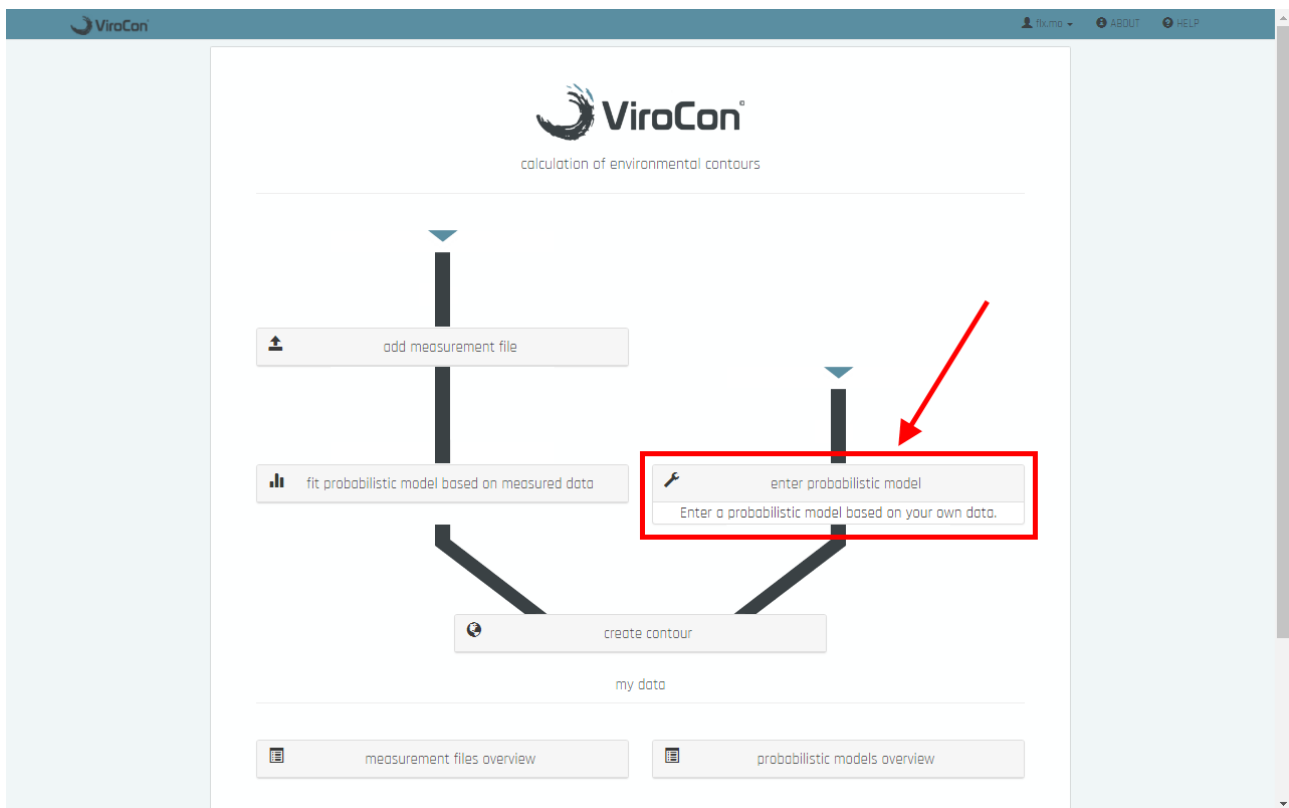 ViroCon
flx.ma
ABOUT
HELP
ViroCon
calculation of environmental contours
add measurement file
fit probabilistic model based on measured data
enter probabilistic model
Enter a probabilistic model based on your own data.
create contour
my data
measurement files overview
probabilistic models overview